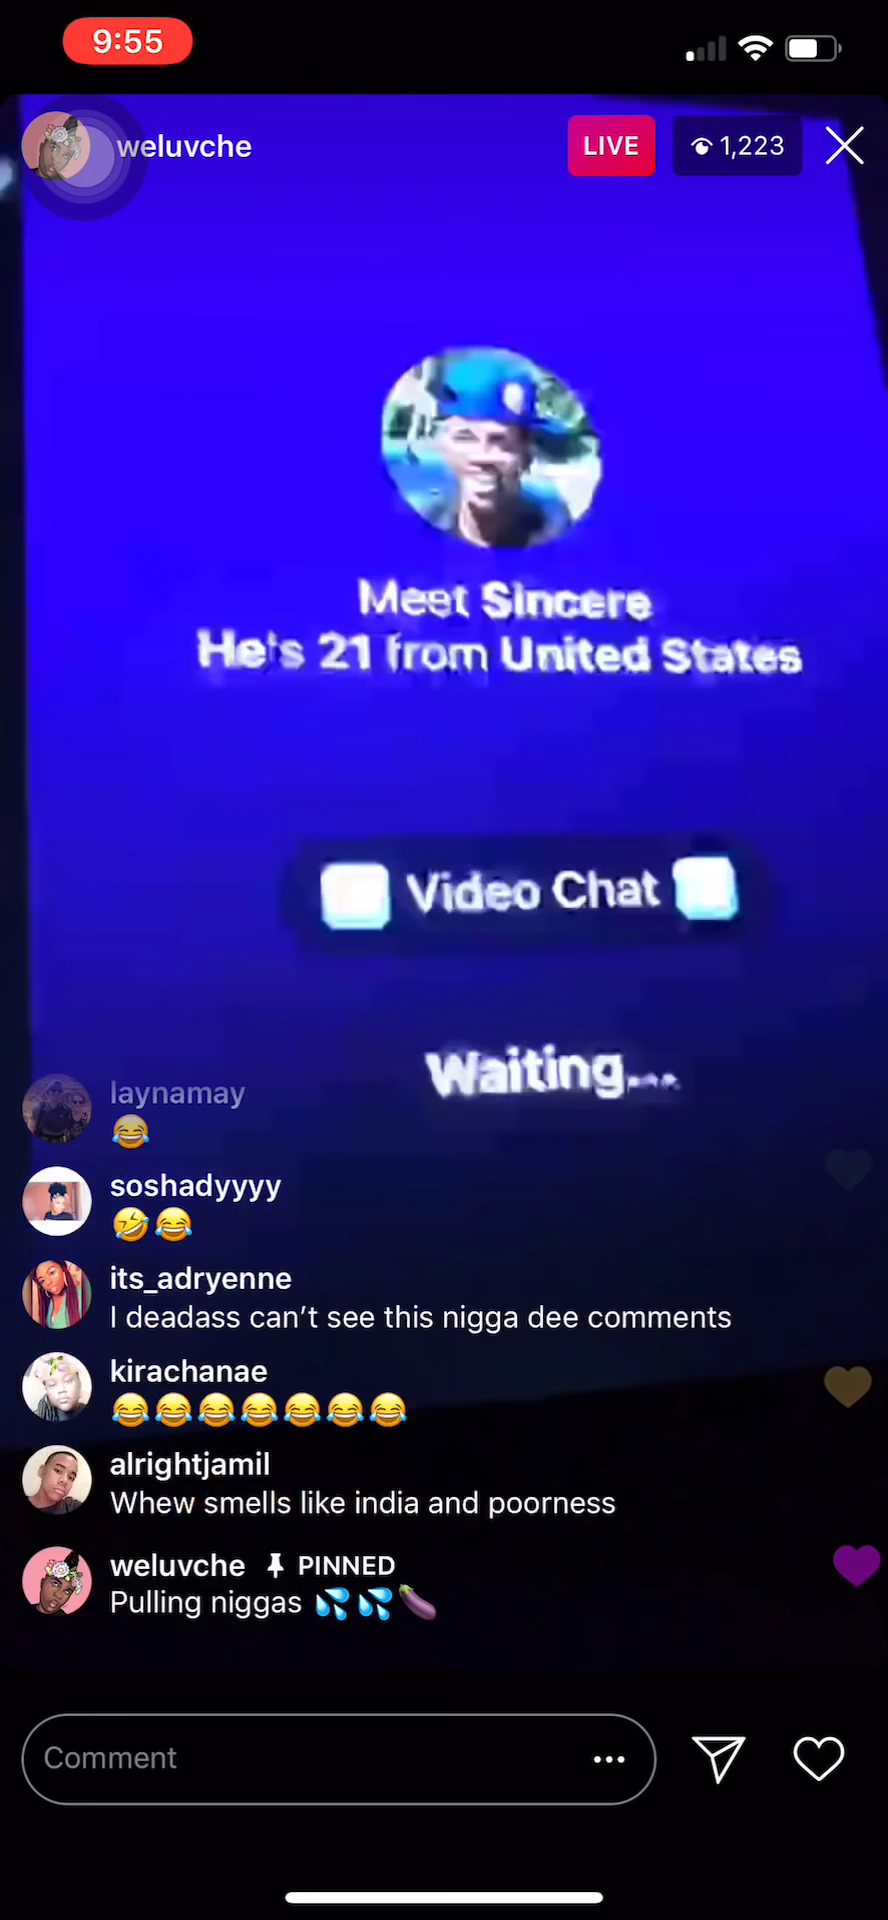 9:55
weluvche
LIVE
1,223
Meet Sincere
He's 21 from United States
Video Chat
Waiting...
laynamay
😂
soshadyyyy
🤣😂
its_adryenne
I deadass can’t see this nigga dee comments
kirachanae
😂😂😂😂😂😂😂
alrightjamil
Whew smells like india and poorness
weluvche PINNED
Pulling niggas 💦💦🍆
Comment